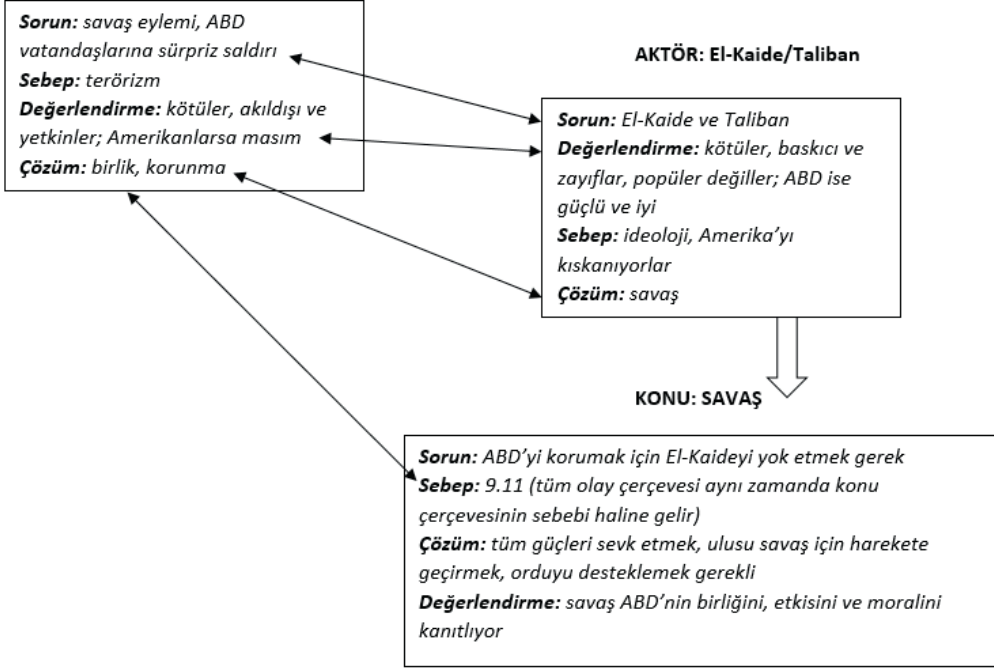 Sorun: savaş eylemi, ABD
vatandaşlarına sürpriz saldırı
Sebep: terörizm
Değerlendirme: kötüler, akıldışı ve
yetkinler; Amerikanlarsa masım
Çözüm: birlik, korunma
AKTÖR: El-Kaide/Taliban
Sorun: El-Kaide ve Taliban
Değerlendirme: kötüler, baskıcı ve
zayıflar, popüler değiller; ABD ise
güçlü ve iyi
Sebep: ideoloji, Amerika’yı
kıskanıyorlar
Çözüm: savaş
KONU: SAVAŞ
Sorun: ABD’yi korumak için El-Kaideyi yok etmek gerek
Sebep: 9.11 (tüm olay çerçevesi aynı zamanda konu
çerçevesinin sebebi haline gelir)
Çözüm: tüm güçleri sevk etmek, ulusu savaş için harekete
geçirmek, orduyu desteklemek gerekli
Değerlendirme: savaş ABD’nin birliğini, etkisini ve moralini
kanıtlıyor